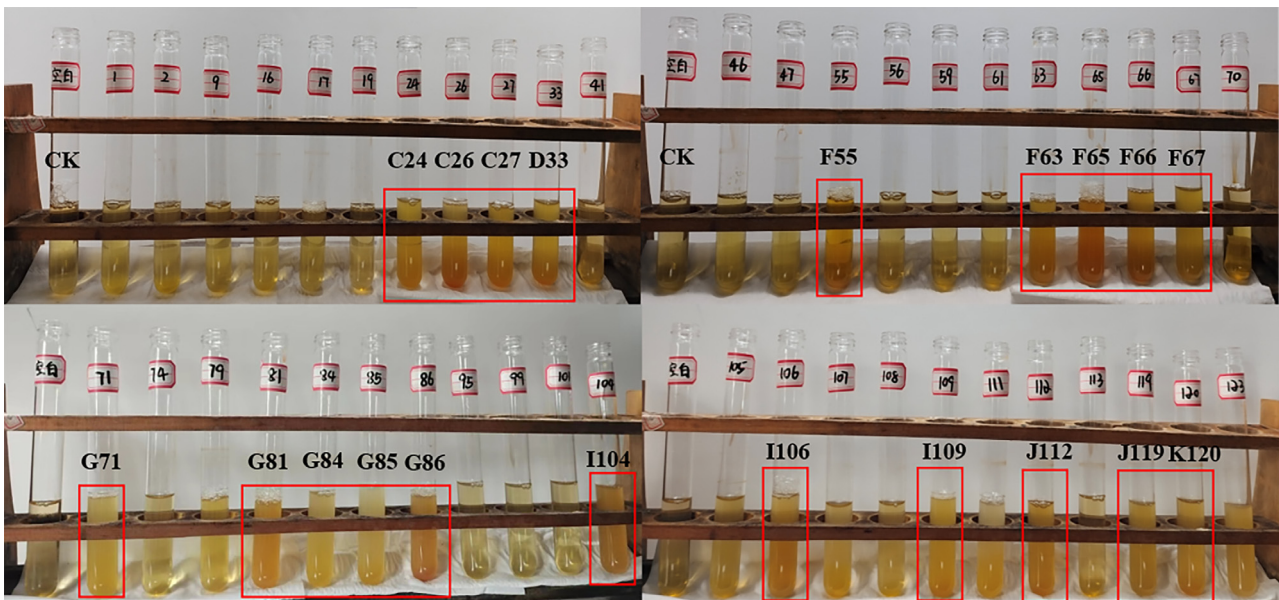 空白 1 2 9 16 17 19 24 26 27 33 41
CK C24 C26 C27 D33
空白 46 47 55 56 59 61 63 65 66 67 70
CK F55 F63 F65 F66 F67
空白 71 74 79 81 84 85 86 95 99 101 104
G71 G81 G84 G85 G86 I104
空白 105 106 107 108 109 111 112 113 119 120 123
I106 I109 J112 J119 K120